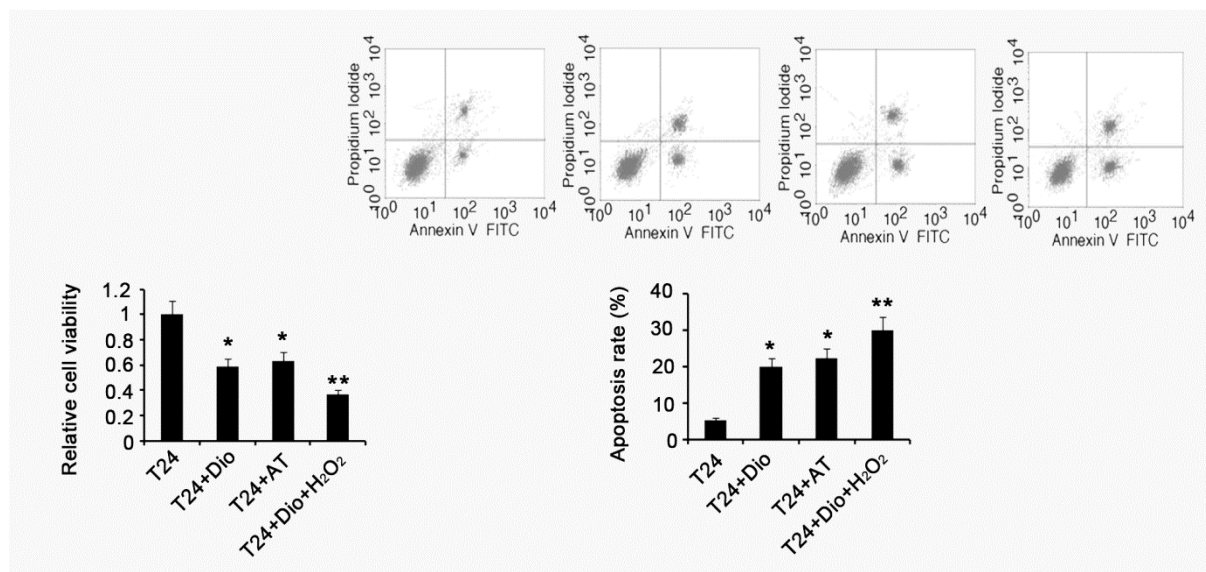 Propidium Iodide
10⁴
10³
10²
10¹
10⁰
10⁰ 10¹ 10² 10³ 10⁴
Annexin V FITC
Propidium Iodide
10⁴
10³
10²
10¹
10⁰
10⁰ 10¹ 10² 10³ 10⁴
Annexin V FITC
Propidium Iodide
10⁴
10³
10²
10¹
10⁰
10⁰ 10¹ 10² 10³ 10⁴
Annexin V FITC
Propidium Iodide
10⁴
10³
10²
10¹
10⁰
10⁰ 10¹ 10² 10³ 10⁴
Annexin V FITC
Relative cell viability
1.2
1
0.8
0.6
0.4
0.2
0
*
*
**
T24
T24+Dio
T24+AT
T24+Dio+H₂O₂
Apoptosis rate (%)
40
30
20
10
0
*
*
**
T24
T24+Dio
T24+AT
T24+Dio+H₂O₂